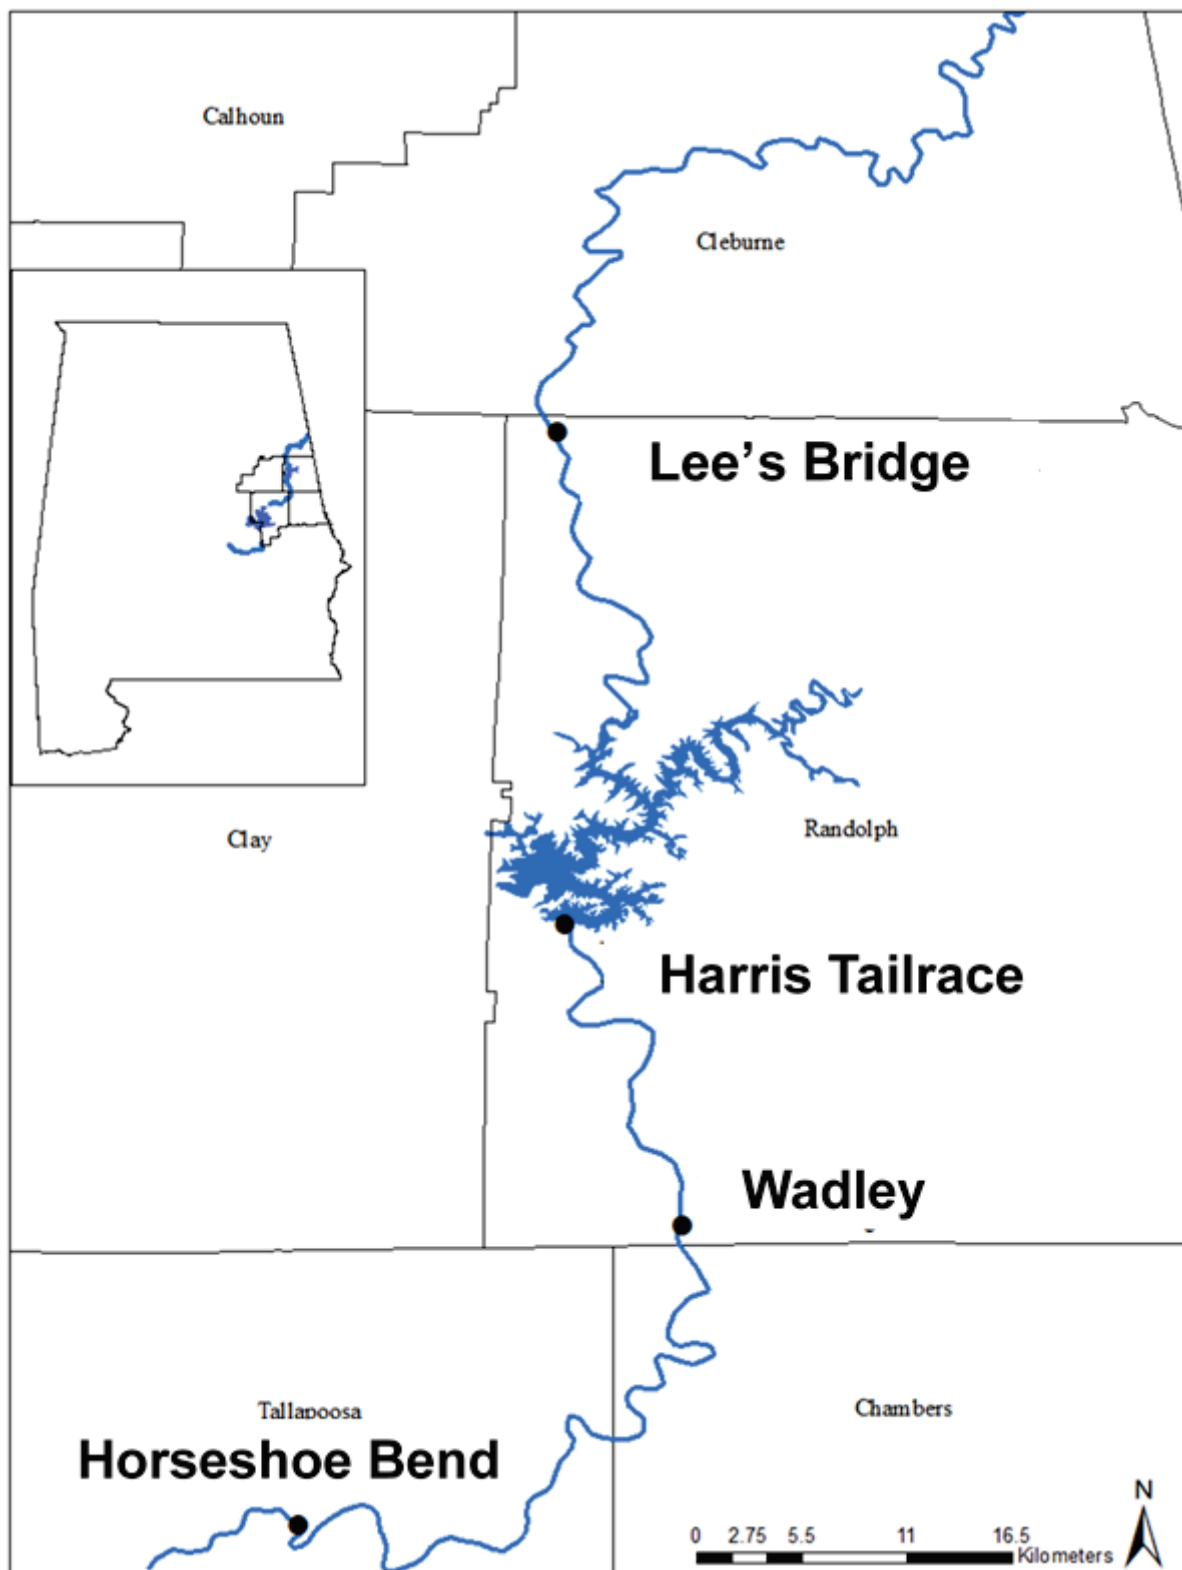 Calhoun
Cleburne
Lee's Bridge
Clay
Randolph
Harris Tailrace
Wadley
Tallapoosa
Chambers
Horseshoe Bend
N
0 2.75 5.5 11 16.5
Kilometers